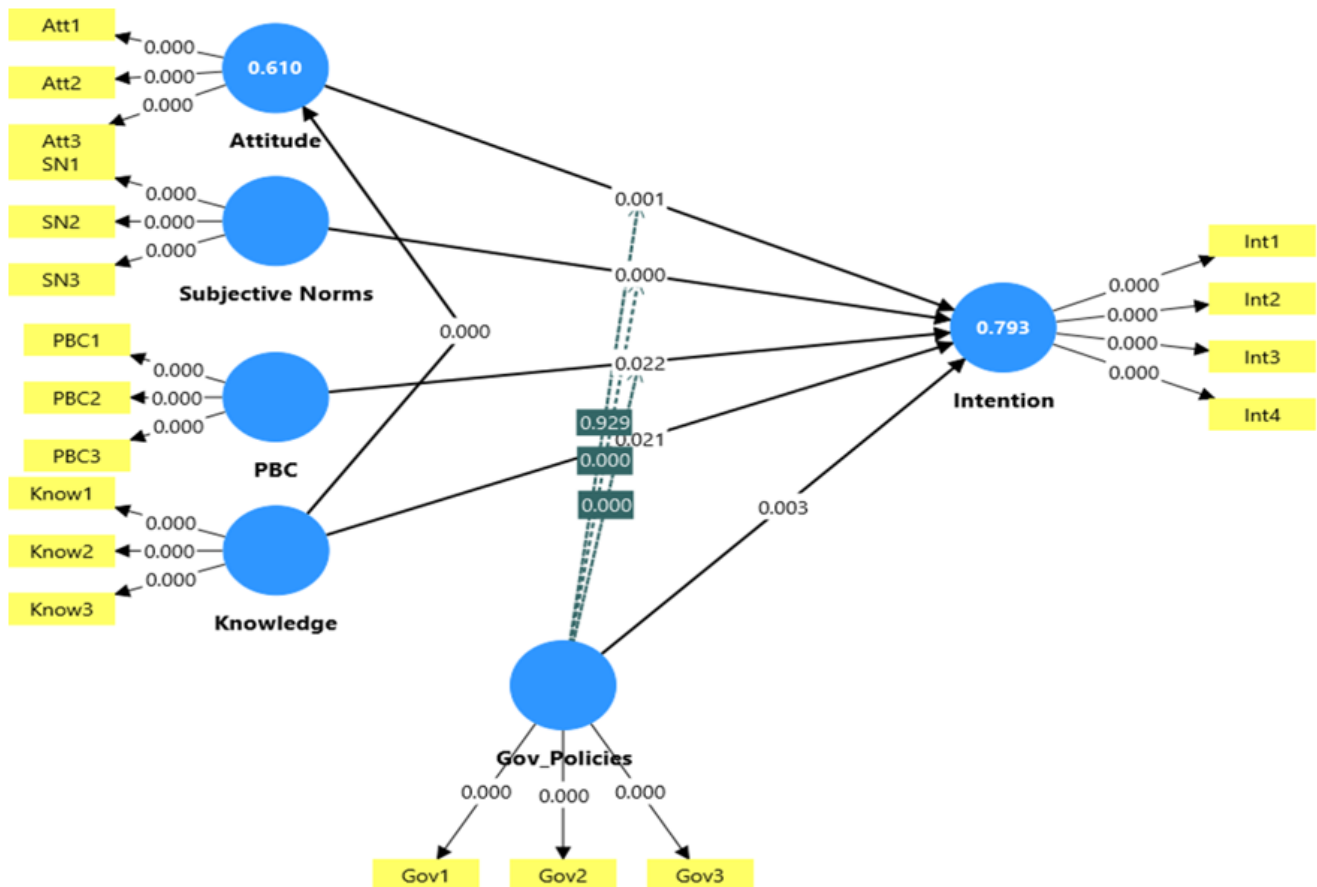 Att1
0.000
0.610
Att2
0.000
0.000
Att3
Attitude
SN1
0.000
0.001
SN2
0.000
0.000
SN3
Subjective Norms
0.000
Int1
0.000
Int2
0.000
0.793
Int3
0.000
0.000
Intention
Int4
PBC1
0.000
0.000
0.022
PBC2
0.000
0.000
PBC3
PBC
0.929
0.021
0.000
0.000
Know1
0.000
Know2
0.000
0.000
Know3
Knowledge
0.003
Gov_Policies
0.000
0.000
0.000
Gov1
Gov2
Gov3